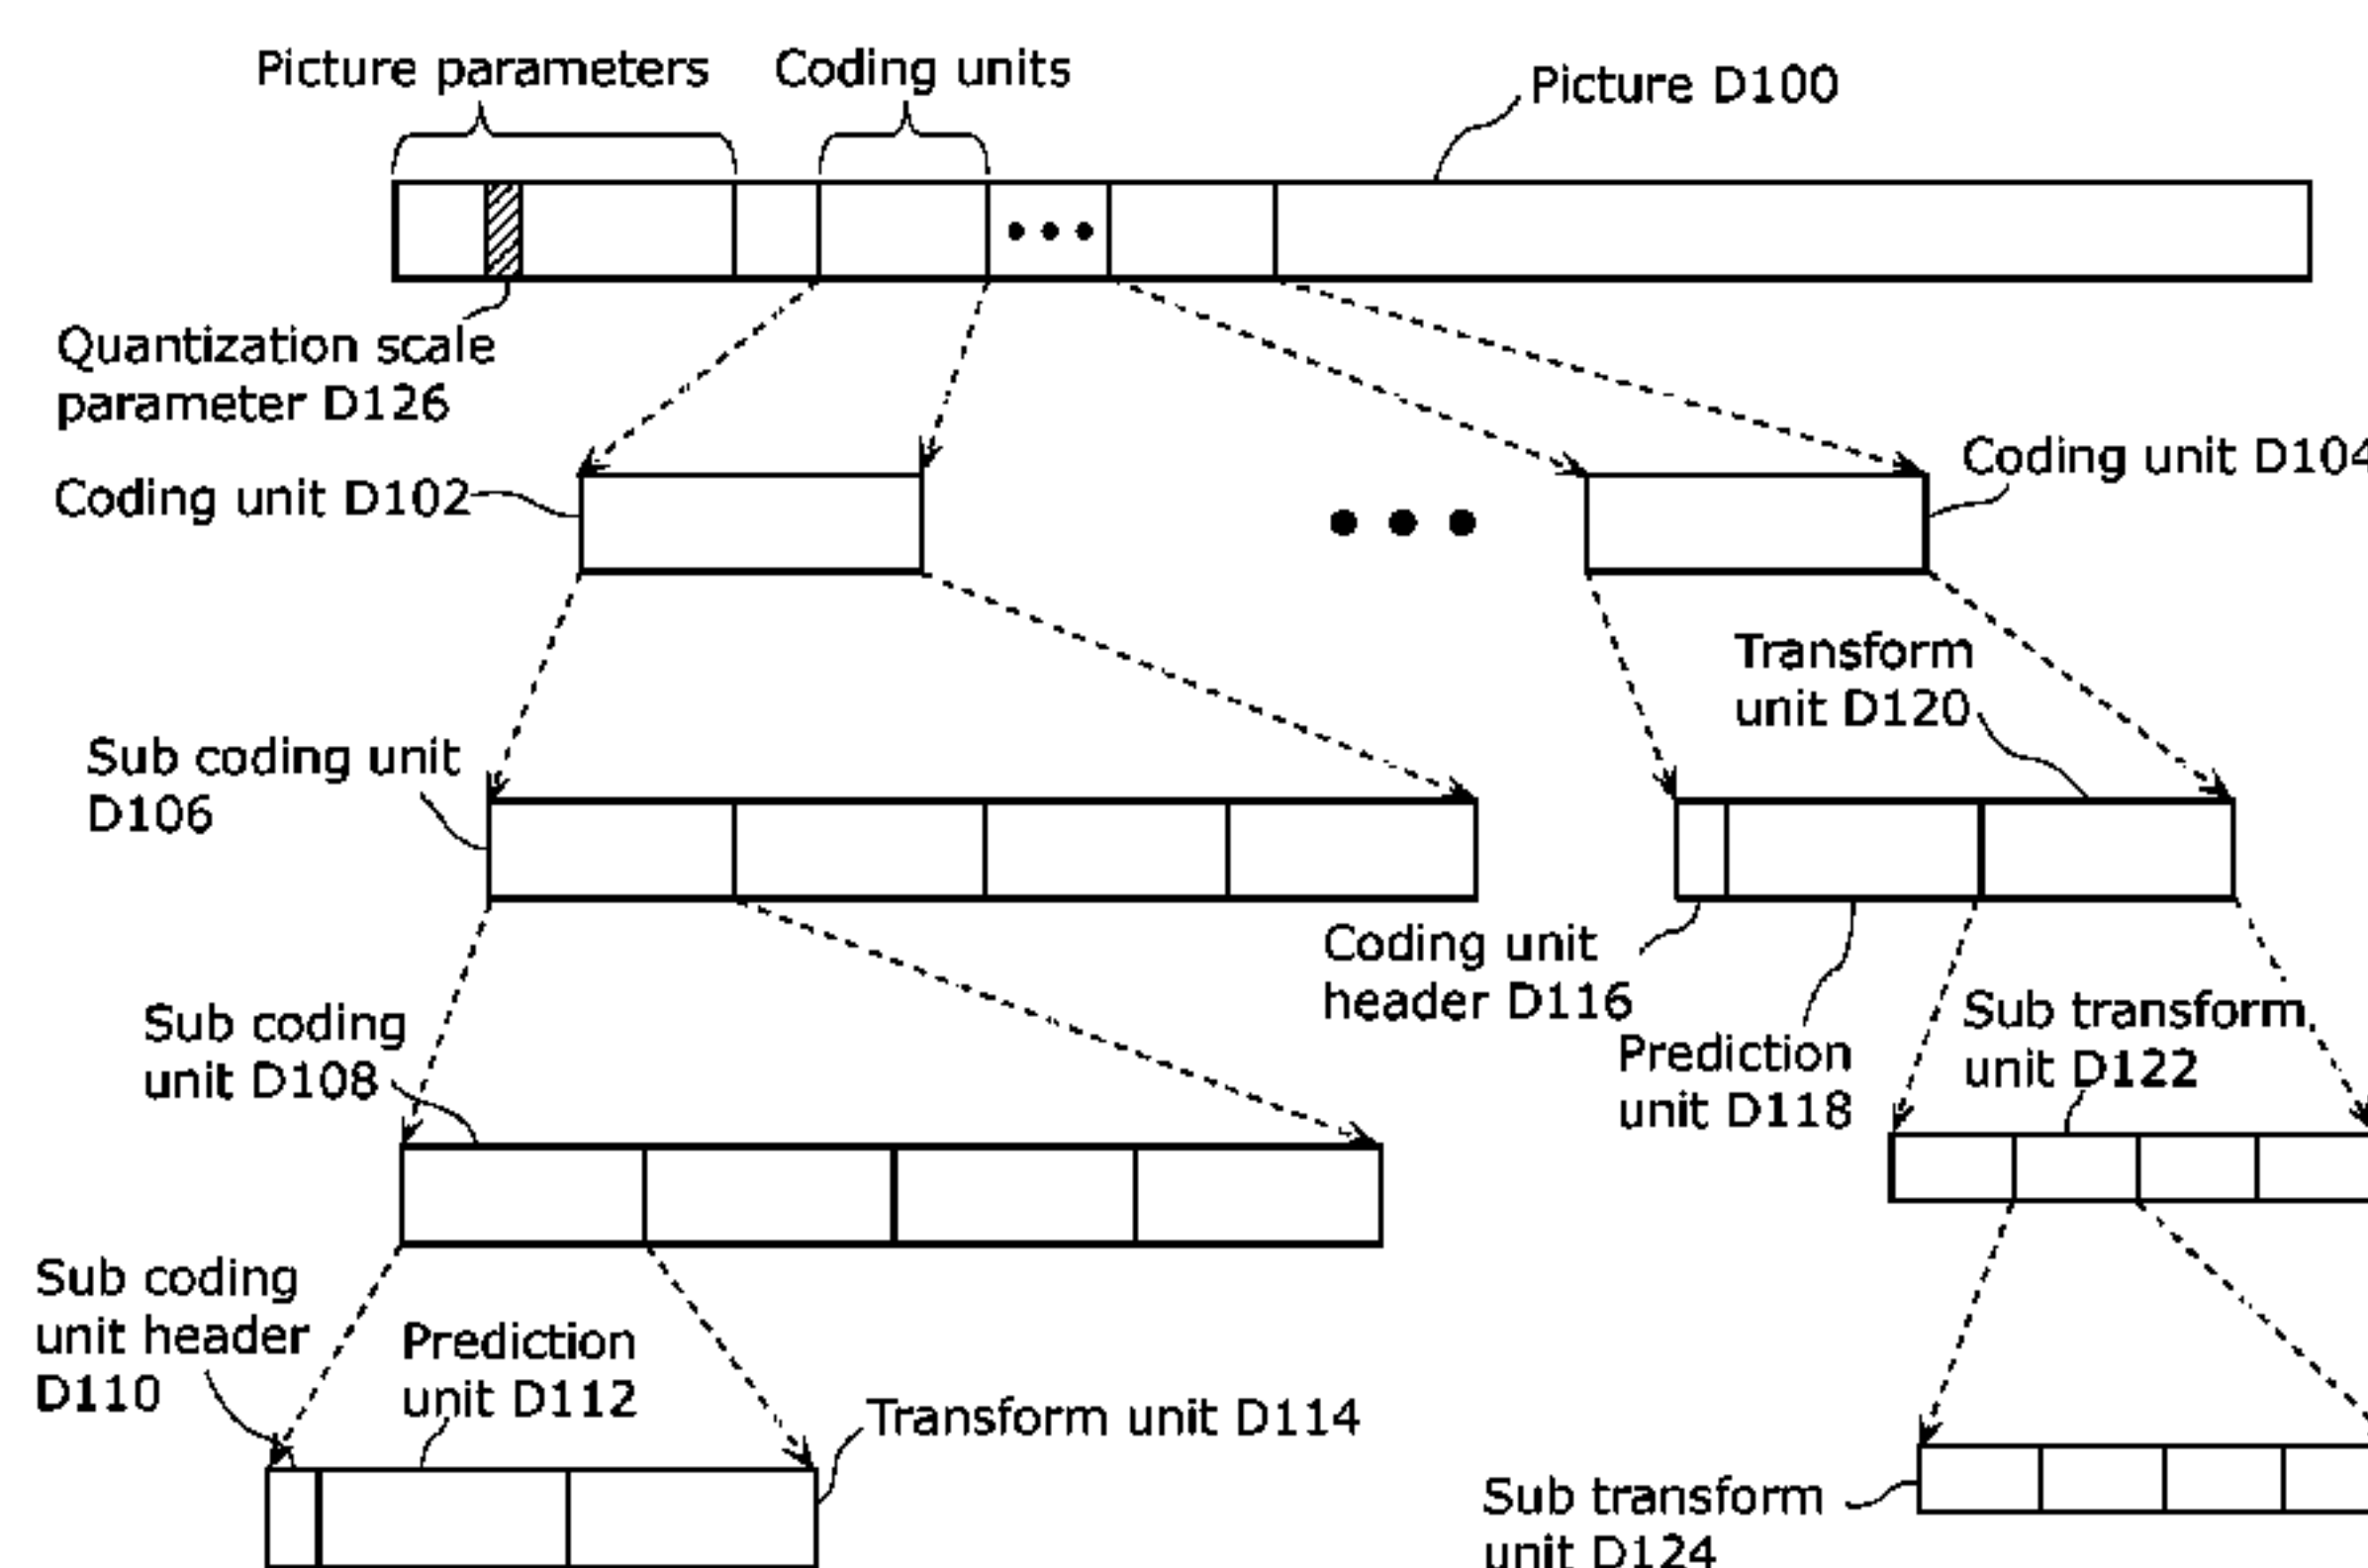 Picture parameters
Coding units
Picture D100
Quantization scale
parameter D126
Coding unit D102
Coding unit D104
Transform
unit D120
Sub coding unit
D106
Coding unit
header D116
Sub coding
unit D108
Prediction
unit D118
Sub transform
unit D122
Sub coding
unit header
D110
Prediction
unit D112
Transform unit D114
Sub transform
unit D124